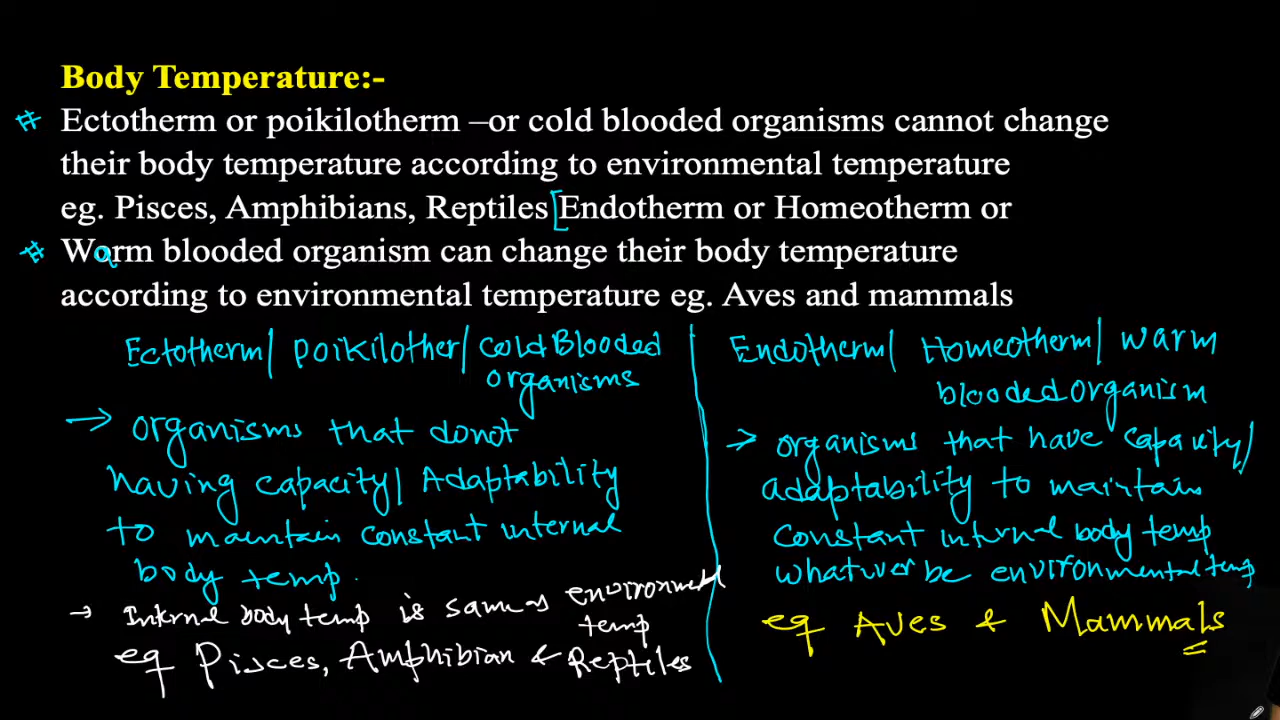 Body Temperature:-
# Ectotherm or poikilotherm –or cold blooded organisms cannot change
their body temperature according to environmental temperature
eg. Pisces, Amphibians, Reptiles [Endotherm or Homeotherm or
# Warm blooded organism can change their body temperature
according to environmental temperature eg. Aves and mammals
Ectotherm/ poikilother/ cold Blooded
organisms
→ organisms that donot
having capacity/ Adaptability
to maintain constant internal
body temp.
→ Internal body temp is same as environment
temp
eg Pisces, Amphibian & Reptiles
Endotherm/ Homeotherm/ warm
blooded organism
→ organisms that have capacity/
adaptability to maintain
constant internal body temp
whatver be environmental temp
eg Aves & Mammals